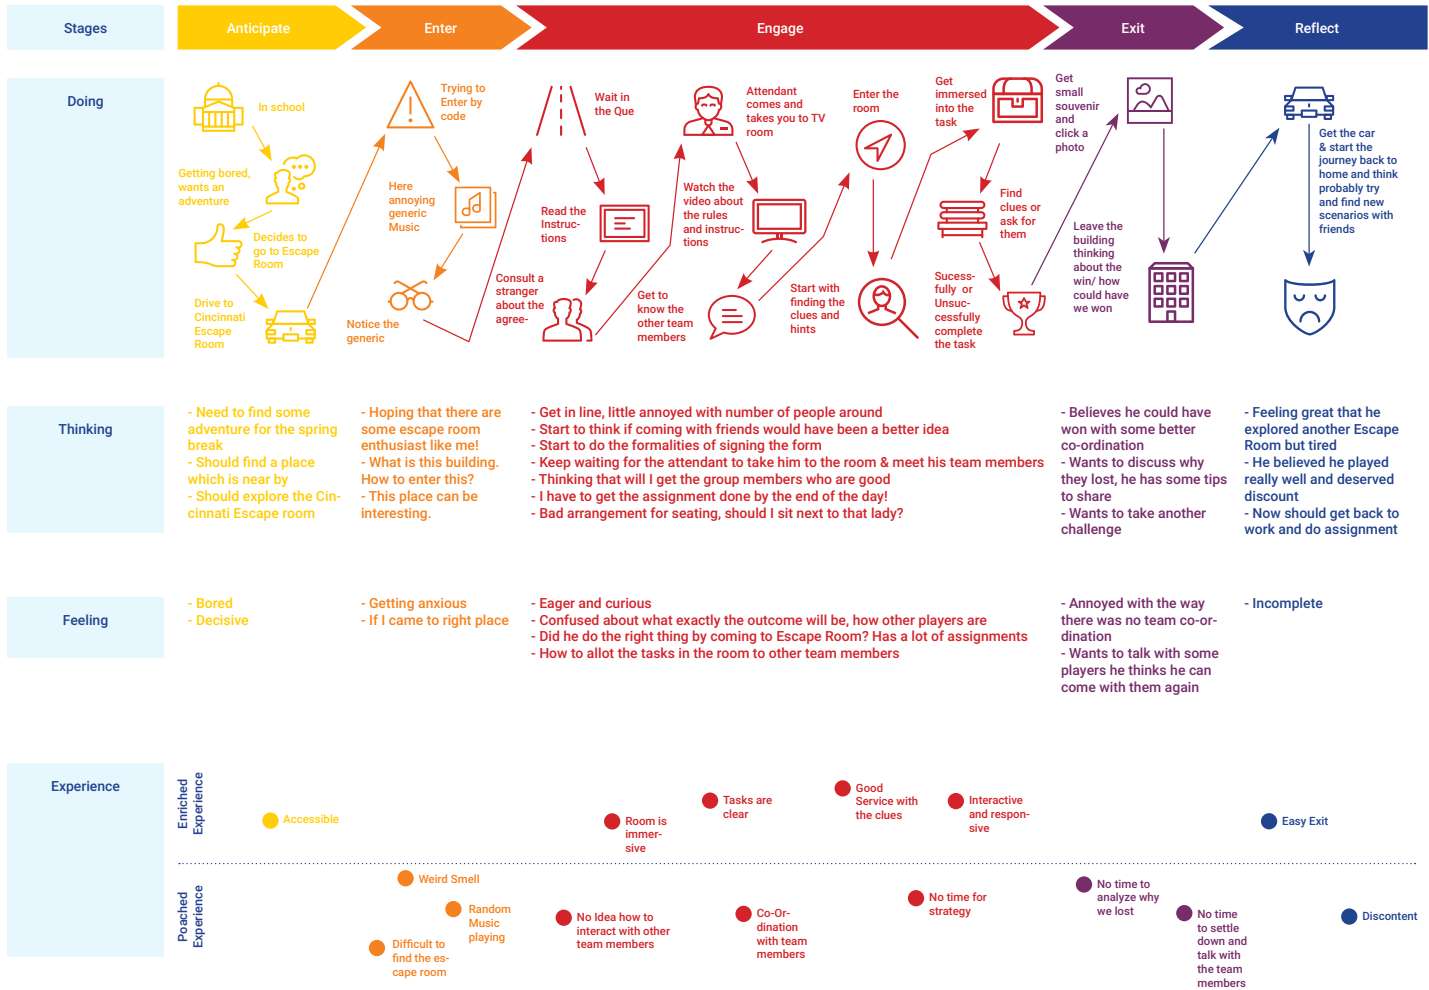 Stages
Anticipate
Enter
Engage
Exit
Reflect
Doing
In school
Getting bored,
wants an
adventure
Decides to
go to Escape
Room
Drive to
Cincinnati
Escape
Room
Trying to
Enter by
code
Here
annoying
generic
Music
Notice the
generic
Wait in
the Que
Read the
Instruc-
tions
Consult a
stranger
about the
agree-
Attendant
comes and
takes you to TV
room
Watch the
video about
the rules
and instruc-
tions
Get to
know the
other team
members
Enter the
room
Start with
finding the
clues and
hints
Get
immersed
into the
task
Find
clues or
ask for
them
Sucess-
fully or
Unsuc-
cessfully
complete
the task
Get
small
souvenir
and
click a
photo
Leave the
building
thinking
about the
win/ how
could have
we won
Get the car
& start the
journey back to
home and think
probably try
and find new
scenarios with
friends
Thinking
- Need to find some
adventure for the spring
break
- Should find a place
which is near by
- Should explore the Cin-
cinnati Escape room
- Hoping that there are
some escape room
enthusiast like me!
- What is this building.
How to enter this?
- This place can be
interesting.
- Get in line, little annoyed with number of people around
- Start to think if coming with friends would have been a better idea
- Start to do the formalities of signing the form
- Keep waiting for the attendant to take him to the room & meet his team members
- Thinking that will I get the group members who are good
- I have to get the assignment done by the end of the day!
- Bad arrangement for seating, should I sit next to that lady?
- Believes he could have
won with some better
co-ordination
- Wants to discuss why
they lost, he has some tips
to share
- Wants to take another
challenge
- Feeling great that he
explored another Escape
Room but tired
- He believed he played
really well and deserved
discount
- Now should get back to
work and do assignment
Feeling
- Bored
- Decisive
- Getting anxious
- If I came to right place
- Eager and curious
- Confused about what exactly the outcome will be, how other players are
- Did he do the right thing by coming to Escape Room? Has a lot of assignments
- How to allot the tasks in the room to other team members
- Annoyed with the way
there was no team co-or-
dination
- Wants to talk with some
players he thinks he can
come with them again
- Incomplete
Experience
Enriched
Experience
Accessible
Room is
immer-
sive
Tasks are
clear
Good
Service with
the clues
Interactive
and respon-
sive
Easy Exit
Poached
Experience
Weird Smell
Random
Music
playing
Difficult to
find the es-
cape room
No Idea how to
interact with other
team members
Co-Or-
dination
with team
members
No time for
strategy
No time to
analyze why
we lost
No time
to settle
down and
talk with
the team
members
Discontent